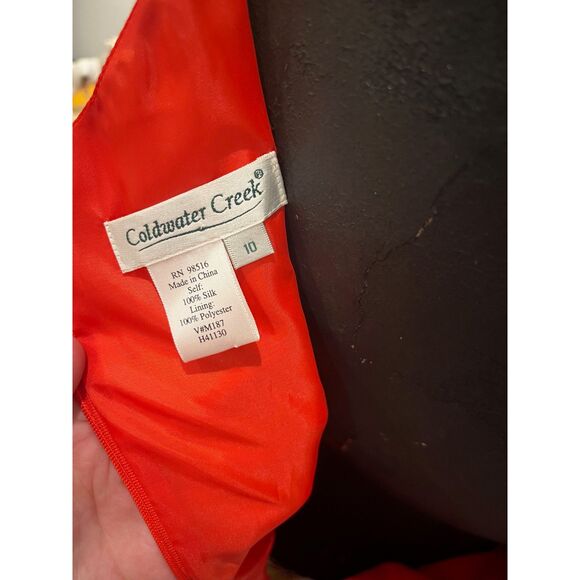 Coldwater Creek®
10
RN 98516
Made in China
Self:
100% Silk
Lining:
100% Polyester
V#M187
H41130